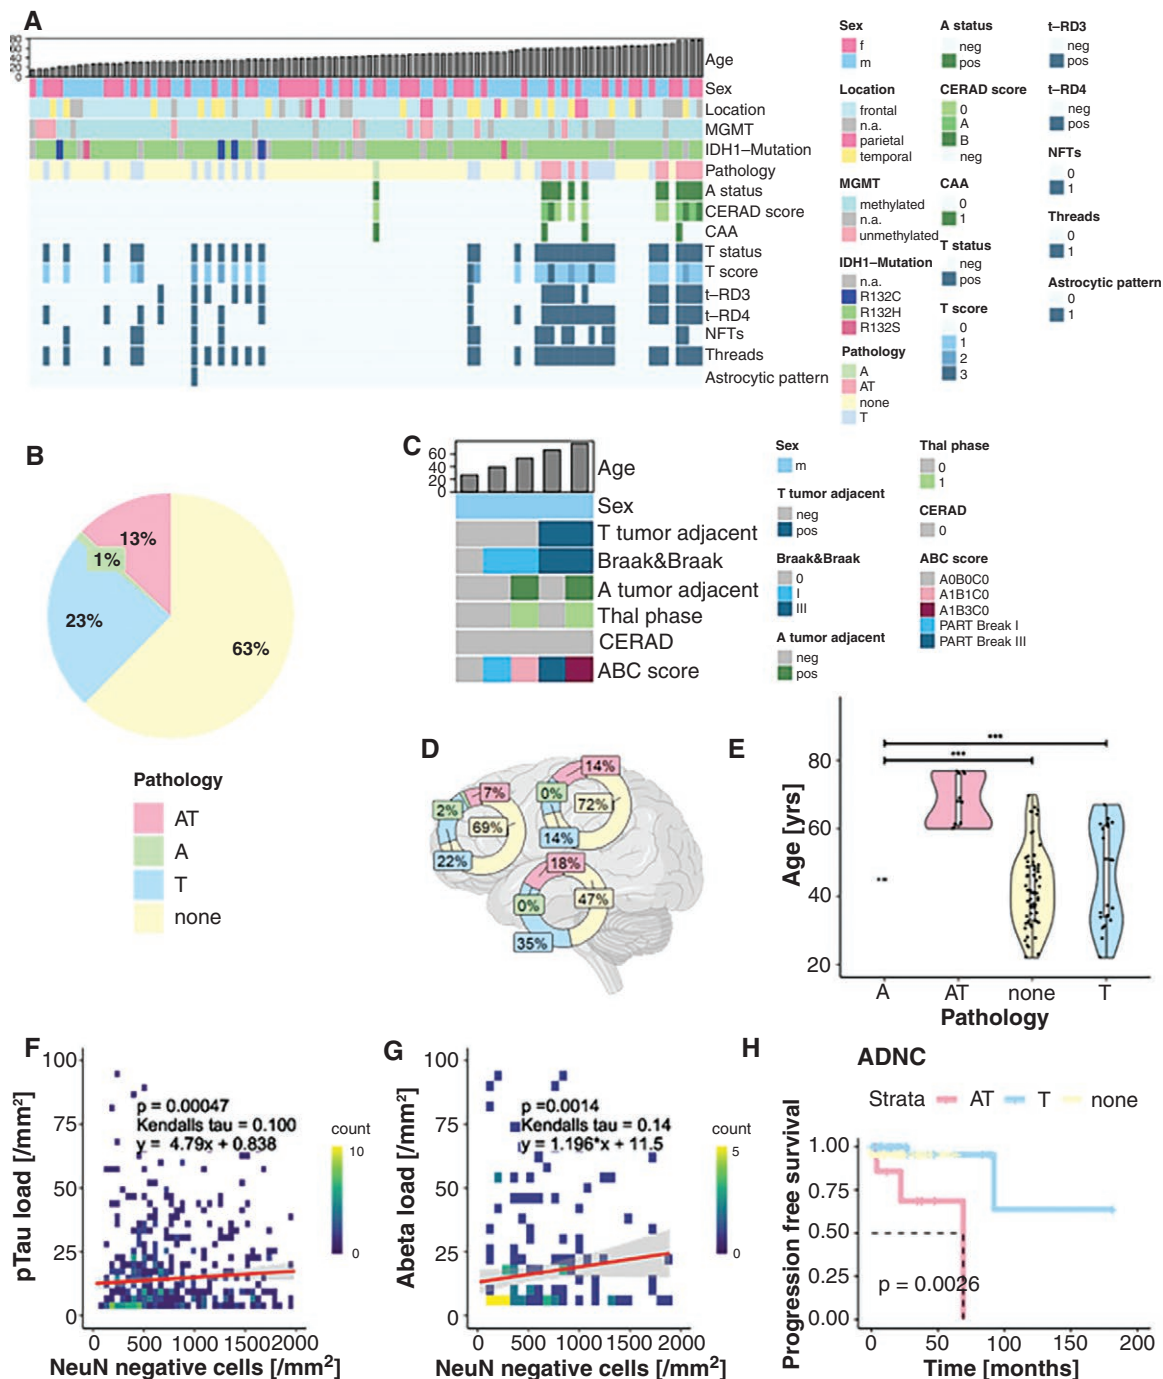 A
80
60
40
20
0
Age
Sex
Location
MGMT
IDH1–Mutation
Pathology
A status
CERAD score
CAA
T status
T score
t–RD3
t–RD4
NFTs
Threads
Astrocytic pattern
Sex
f
m
Location
frontal
n.a.
parietal
temporal
MGMT
methylated
n.a.
unmethylated
IDH1–Mutation
n.a.
R132C
R132H
R132S
Pathology
A
AT
none
T
A status
neg
pos
CERAD score
0
A
B
neg
CAA
0
1
T status
neg
pos
T score
0
1
2
3
t–RD3
neg
pos
t–RD4
neg
pos
NFTs
0
1
Threads
0
1
Astrocytic pattern
0
1
B
13%
1%
23%
63%
Pathology
AT
A
T
none
C
60
40
20
0
Age
Sex
T tumor adjacent
Braak&Braak
A tumor adjacent
Thal phase
CERAD
ABC score
Sex
m
T tumor adjacent
neg
pos
Braak&Braak
0
I
III
A tumor adjacent
neg
pos
Thal phase
0
1
CERAD
0
ABC score
A0B0C0
A1B1C0
A1B3C0
PART Break I
PART Break III
D
14%
7%
0%
2%
72%
69%
14%
22%
18%
47%
0%
35%
E
Age [yrs]
80
60
40
20
***
***
A AT none T
Pathology
F
pTau load [/mm²]
100
75
50
25
0
p = 0.00047
Kendalls tau = 0.100
y = 4.79x + 0.838
count
10
0
0 500 1000 1500 2000
NeuN negative cells [/mm²]
G
Abeta load [/mm²]
100
75
50
25
0
p =0.0014
Kendalls tau = 0.14
y = 1.196*x + 11.5
count
5
0
0 500 1000 1500 2000
NeuN negative cells [/mm²]
H
ADNC
Strata AT T none
Progression free survival
1.00
0.75
0.50
0.25
0.00
p = 0.0026
0 50 100 150 200
Time [months]